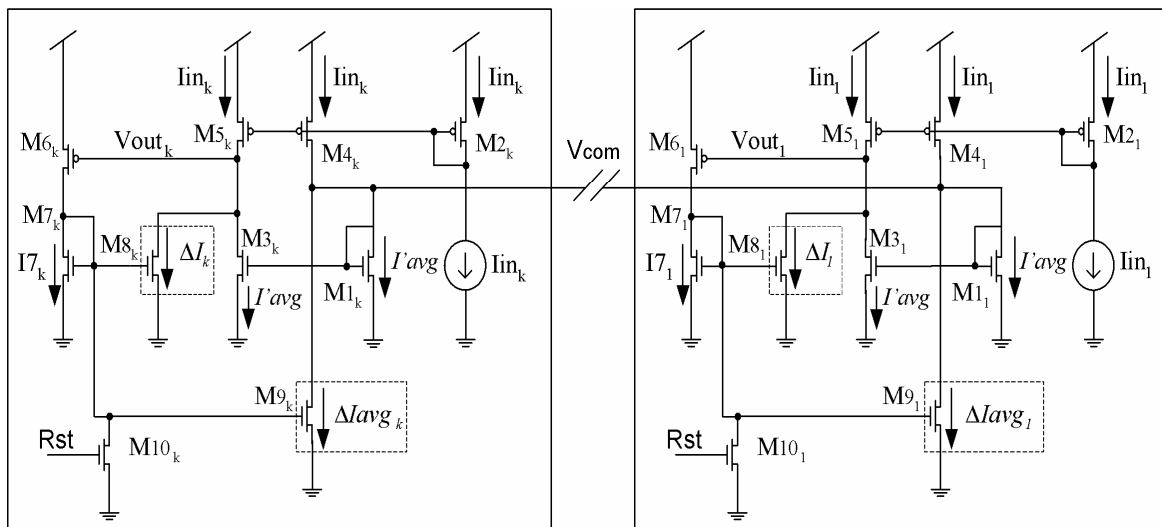 Iin_k Iin_k Iin_k
M6_k Vout_k M5_k M4_k M2_k
Vcom
M7_k M8_k M3_k
I7_k ΔI_k I'avg Iin_k
I'avg M1_k
M9_k ΔIavg_k
Rst M10_k
Iin_1 Iin_1 Iin_1
M6_1 Vout_1 M5_1 M4_1 M2_1
M7_1 M8_1 M3_1
I7_1 ΔI_1 I'avg Iin_1
I'avg M1_1
M9_1 ΔIavg_1
Rst M10_1